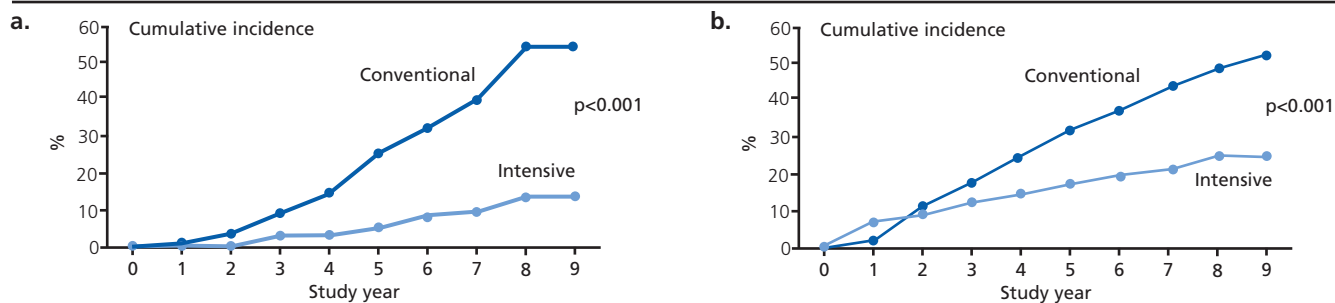 a.
Cumulative incidence
60
50
40
30
20
10
0
%
Conventional
Intensive
p<0.001
0 1 2 3 4 5 6 7 8 9
Study year
b.
Cumulative incidence
60
50
40
30
20
10
0
%
Conventional
Intensive
p<0.001
0 1 2 3 4 5 6 7 8 9
Study year